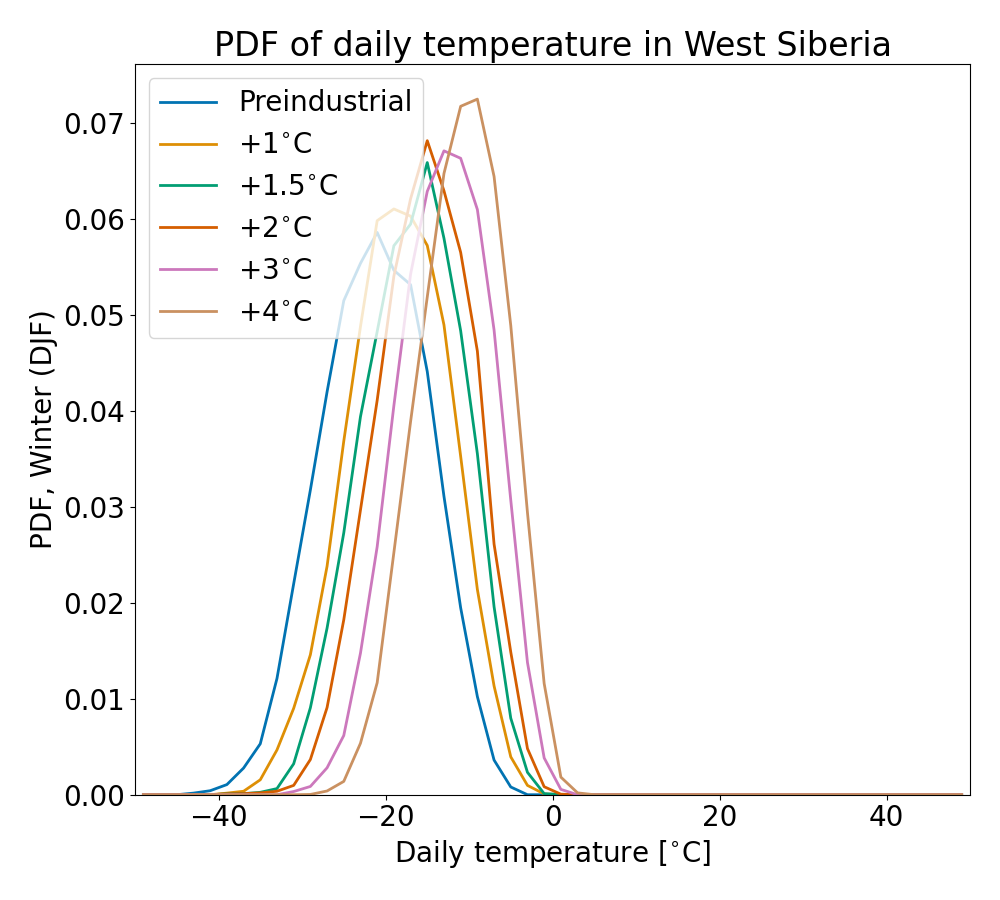 PDF of daily temperature in West Siberia
Preindustrial
+1°C
+1.5°C
+2°C
+3°C
+4°C
PDF, Winter (DJF)
0.07
0.06
0.05
0.04
0.03
0.02
0.01
0.00
−40
−20
0
20
40
Daily temperature [°C]